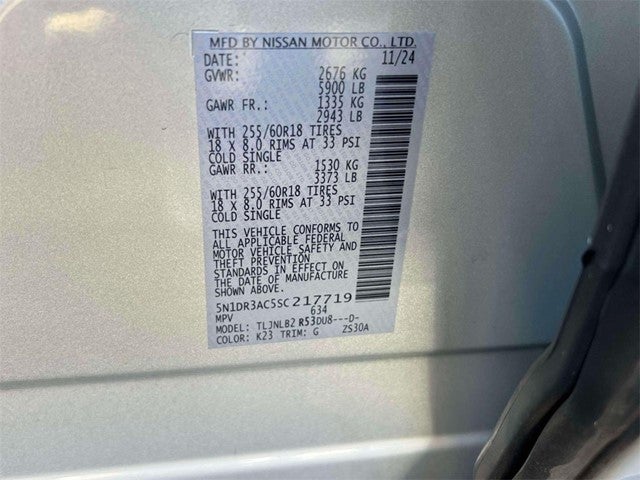 MFD BY NISSAN MOTOR CO., LTD.
DATE: 11/24
GVWR: 2676 KG
5900 LB
GAWR FR.: 1335 KG
2943 LB
WITH 255/60R18 TIRES
18 X 8.0 RIMS AT 33 PSI
COLD SINGLE
GAWR RR.: 1530 KG
3373 LB
WITH 255/60R18 TIRES
18 X 8.0 RIMS AT 33 PSI
COLD SINGLE
THIS VEHICLE CONFORMS TO
ALL APPLICABLE FEDERAL
MOTOR VEHICLE SAFETY AND
THEFT PREVENTION
STANDARDS IN EFFECT ON
THE DATE OF MANUFACTURE
SHOWN ABOVE.
5N1DR3AC5SC217719
MPV 634
MODEL: TLJNLB2 R53DU8---D-
COLOR: K23 TRIM: G ZS30A